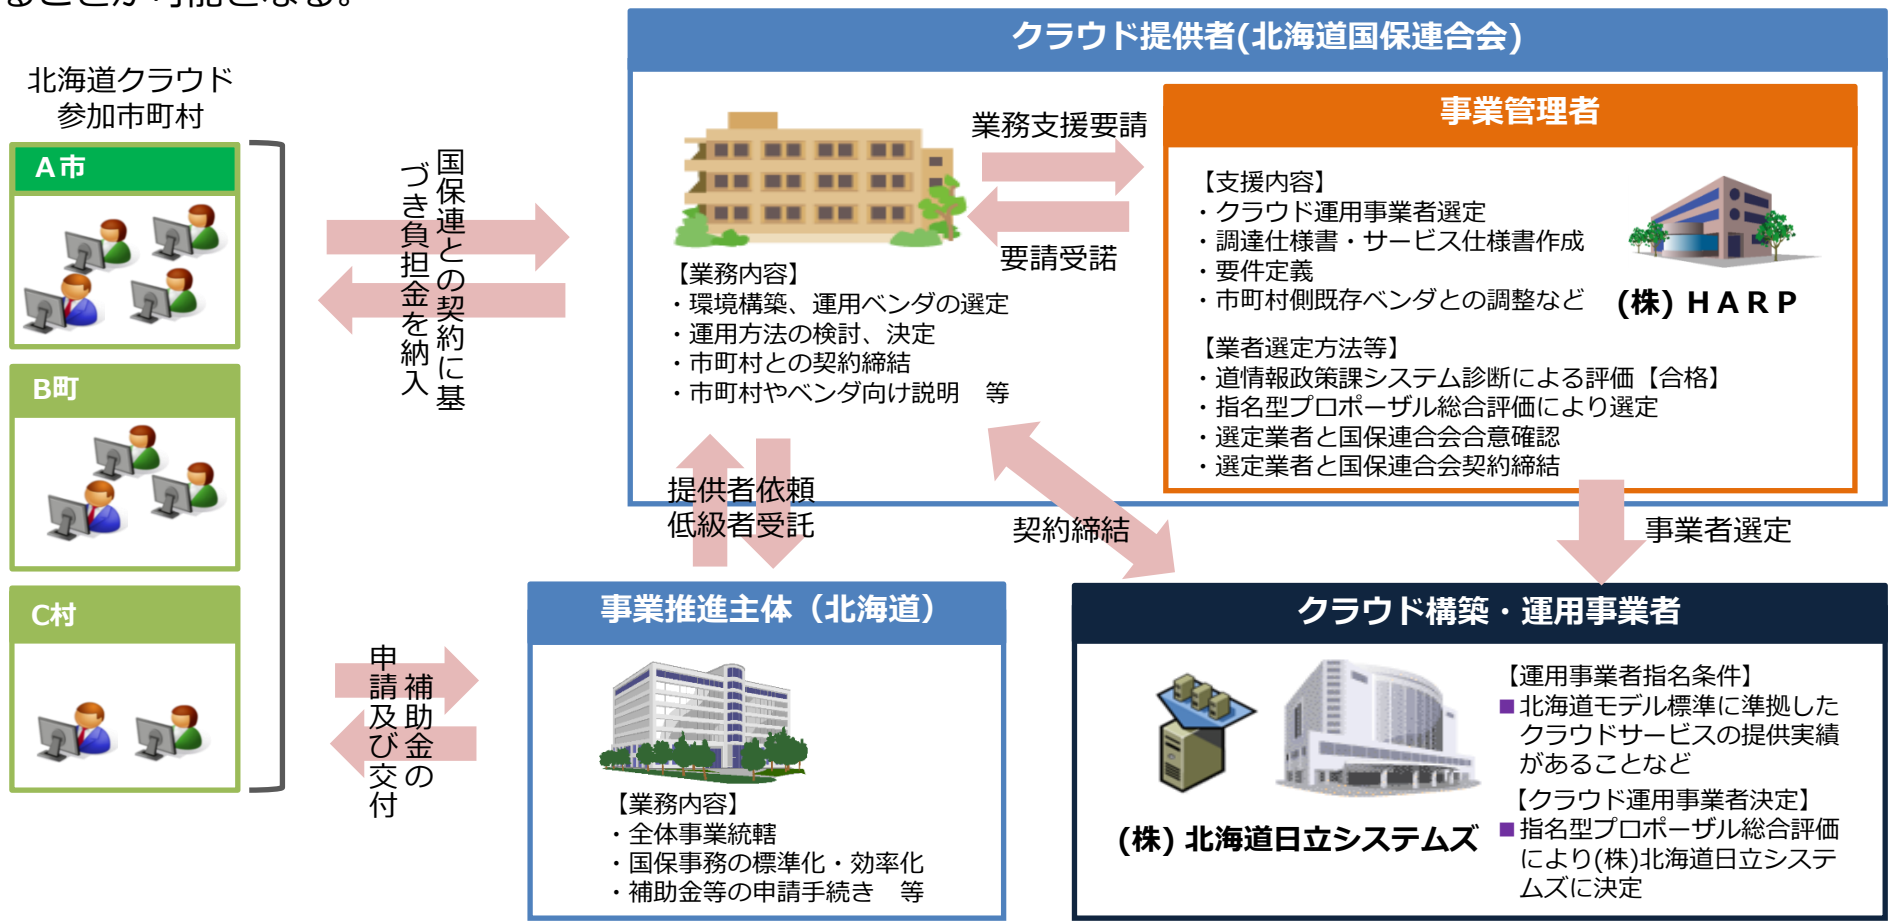 ることが可能となる。
北海道クラウド
参加市町村
A市
B町
C村
国保連との契約に基
づき負担金を納入
補助金の
申請及び交付
クラウド提供者(北海道国保連合会)
【業務内容】
・環境構築、運用ベンダの選定
・運用方法の検討、決定
・市町村との契約締結
・市町村やベンダ向け説明　等
業務支援要請
要請受諾
事業管理者
【支援内容】
・クラウド運用事業者選定
・調達仕様書・サービス仕様書作成
・要件定義
・市町村側既存ベンダとの調整など
(株) H A R P
【業者選定方法等】
・道情報政策課システム診断による評価【合格】
・指名型プロポーザル総合評価により選定
・選定業者と国保連合会合意確認
・選定業者と国保連合会契約締結
提供者依頼
低級者受託
契約締結
事業者選定
事業推進主体（北海道）
【業務内容】
・全体事業統轄
・国保事務の標準化・効率化
・補助金等の申請手続き　等
クラウド構築・運用事業者
(株) 北海道日立システムズ
【運用事業者指名条件】
■北海道モデル標準に準拠した
クラウドサービスの提供実績
があることなど
【クラウド運用事業者決定】
■指名型プロポーザル総合評価
により(株)北海道日立システ
ムズに決定